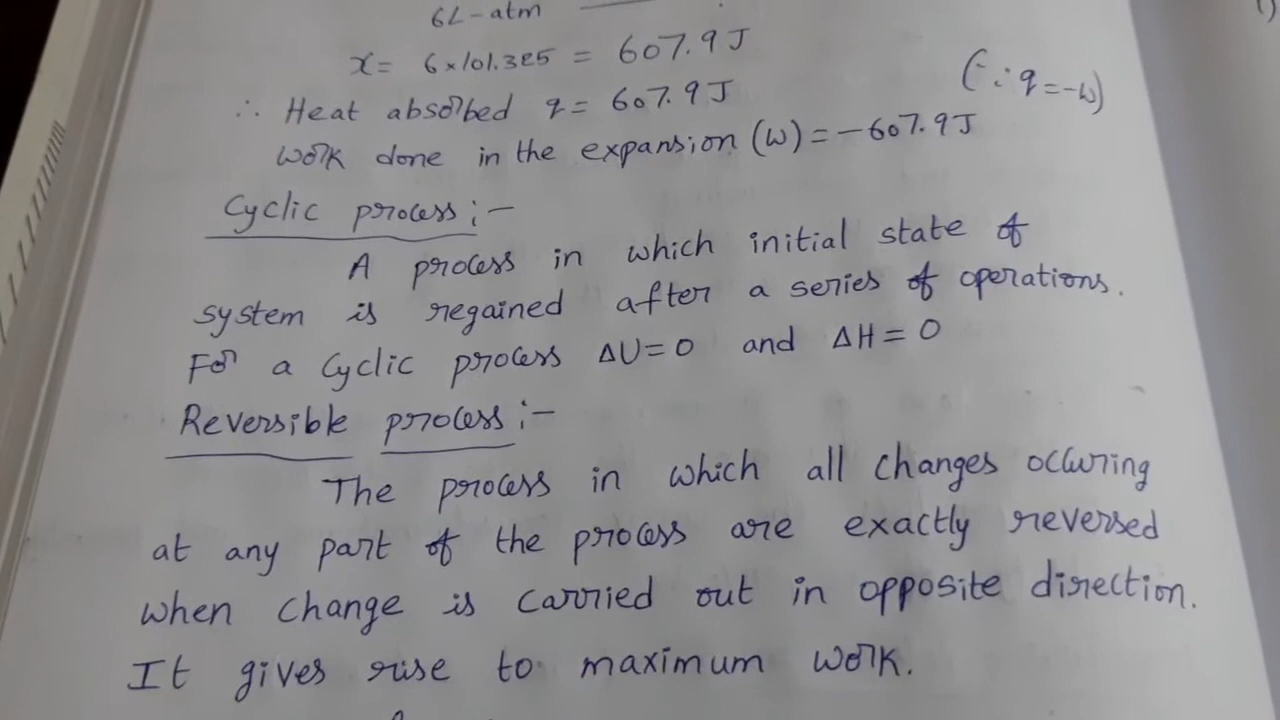 6L-atm
x = 6×101.325 = 607.9 J
∴ Heat absorbed q = 607.9 J (∵ q = -w)
work done in the expansion (w) = -607.9 J
Cyclic process :-
A process in which initial state of
system is regained after a series of operations.
For a Cyclic process ΔU = 0 and ΔH = 0
Reversible process :-
The process in which all changes occuring
at any part of the process are exactly reversed
when change is carried out in opposite direction.
It gives rise to maximum work.